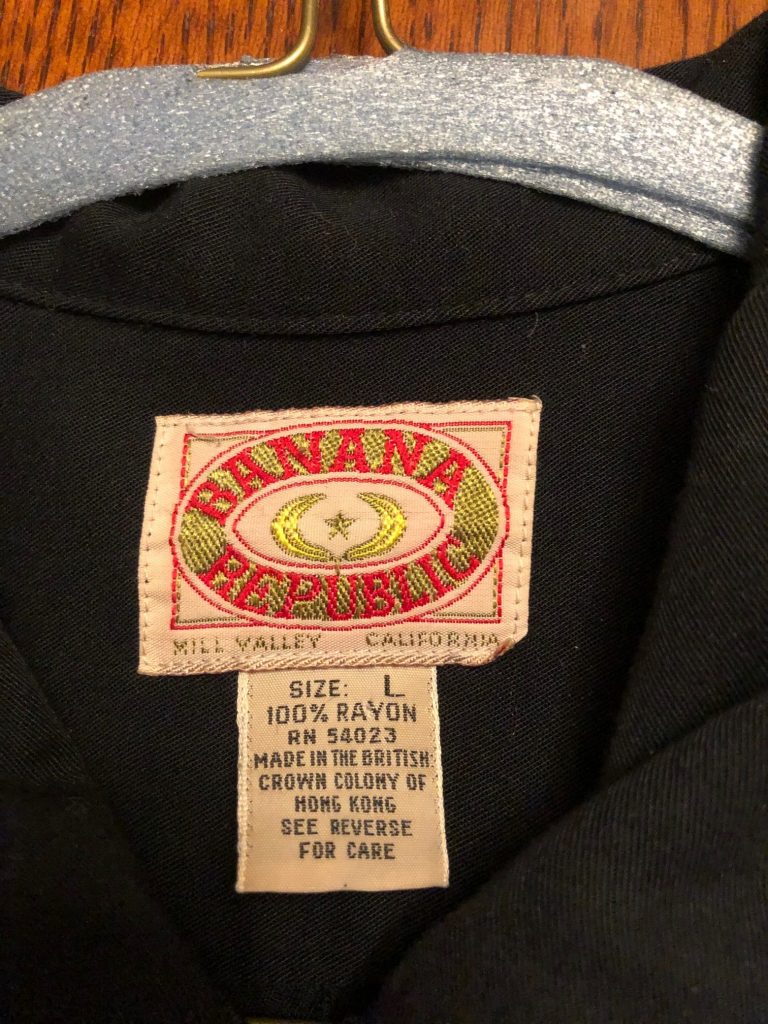 BANANA
REPUBLIC
MILL VALLEY CALIFORNIA
SIZE: L
100% RAYON
RN 54023
MADE IN THE BRITISH
CROWN COLONY OF
HONG KONG
SEE REVERSE
FOR CARE